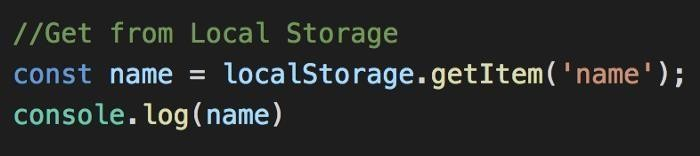 //Get from Local Storage
const name = localStorage.getItem('name');
console.log(name)